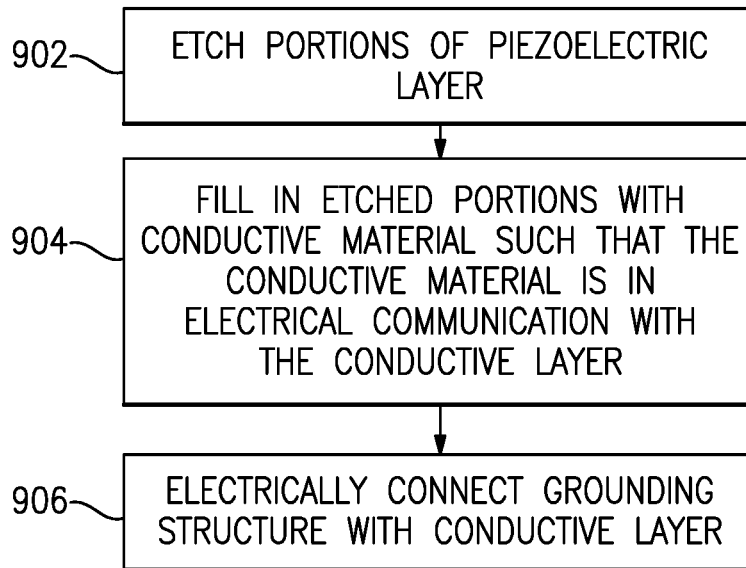 902
ETCH PORTIONS OF PIEZOELECTRIC
LAYER
904
FILL IN ETCHED PORTIONS WITH
CONDUCTIVE MATERIAL SUCH THAT THE
CONDUCTIVE MATERIAL IS IN
ELECTRICAL COMMUNICATION WITH
THE CONDUCTIVE LAYER
906
ELECTRICALLY CONNECT GROUNDING
STRUCTURE WITH CONDUCTIVE LAYER